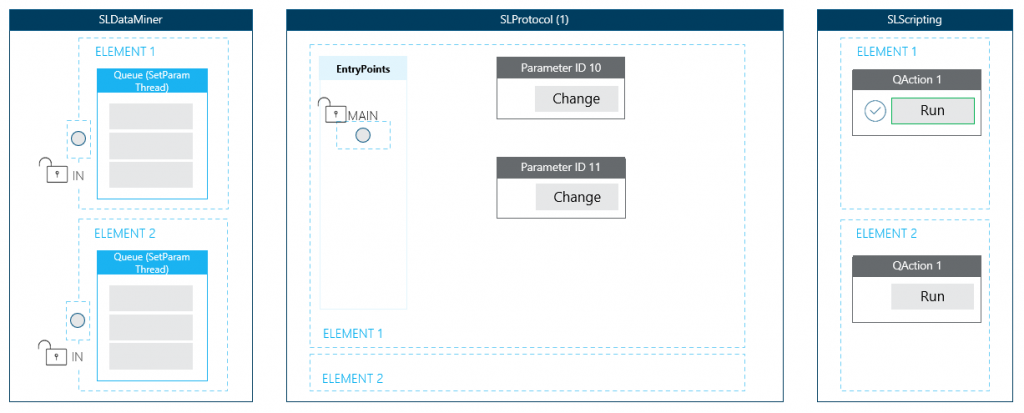 SLDataMiner
ELEMENT 1
Queue (SetParam
Thread)
IN
ELEMENT 2
Queue (SetParam
Thread)
IN
SLProtocol (1)
EntryPoints
MAIN
Parameter ID 10
Change
Parameter ID 11
Change
ELEMENT 1
ELEMENT 2
SLScripting
ELEMENT 1
QAction 1
Run
ELEMENT 2
QAction 1
Run